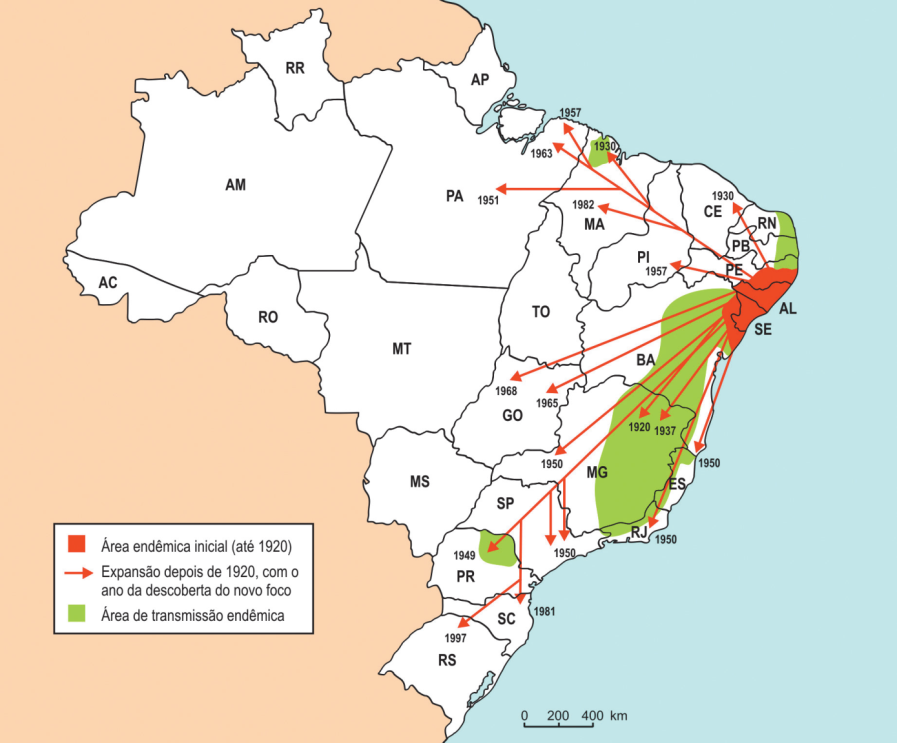 RR
AP
1957
1963
1930
AM
PA
1951
1982
MA
1930
CE
RN
PB
PI
1957
PE
AC
RO
TO
AL
SE
MT
BA
1968
1965
GO
1920
1937
1950
1950
MG
MS
ES
SP
RJ
1950
1950
1949
PR
1981
SC
1997
RS
Área endêmica inicial (até 1920)
Expansão depois de 1920, com o
ano da descoberta do novo foco
Área de transmissão endêmica
0 200 400 km